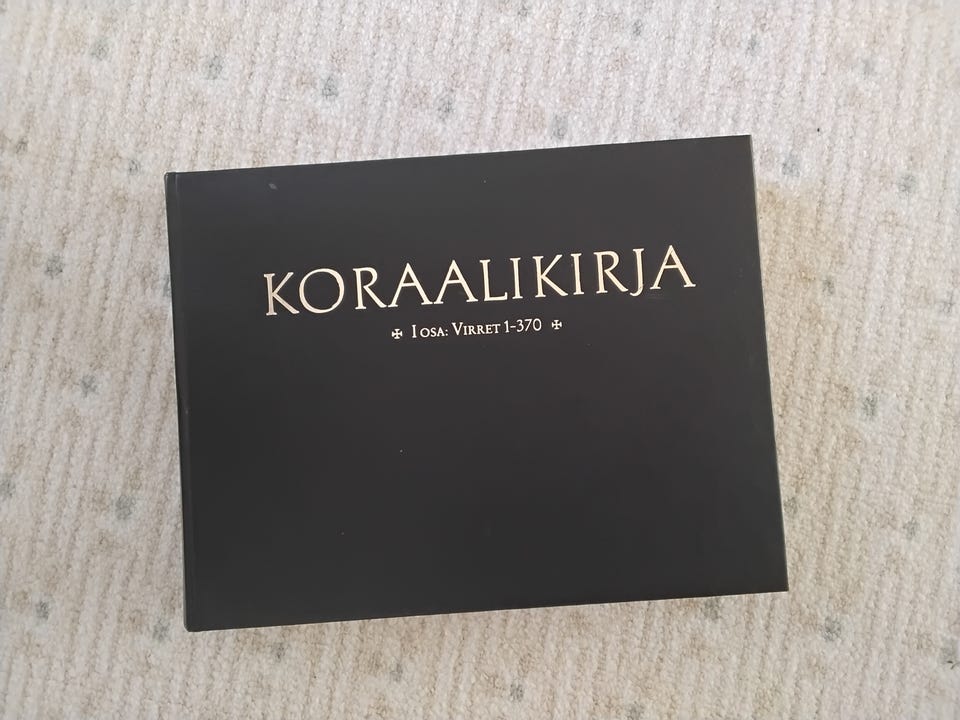 KORAALIKIRJA
✠ I OSA: VIRRET 1-370 ✠